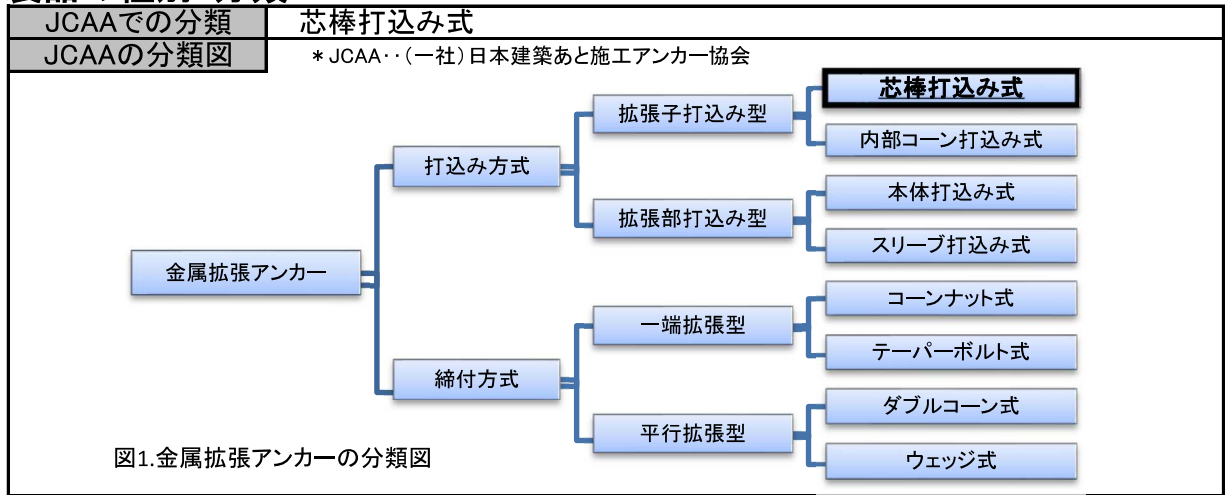 JCAAでの分類
芯棒打込み式
JCAAの分類図
＊JCAA‥（一社）日本建築あと施工アンカー協会
芯棒打込み式
拡張子打込み型
内部コーン打込み式
打込み方式
本体打込み式
拡張部打込み型
スリーブ打込み式
金属拡張アンカー
コーンナット式
一端拡張型
テーパーボルト式
締付方式
ダブルコーン式
平行拡張型
ウェッジ式
図1.金属拡張アンカーの分類図